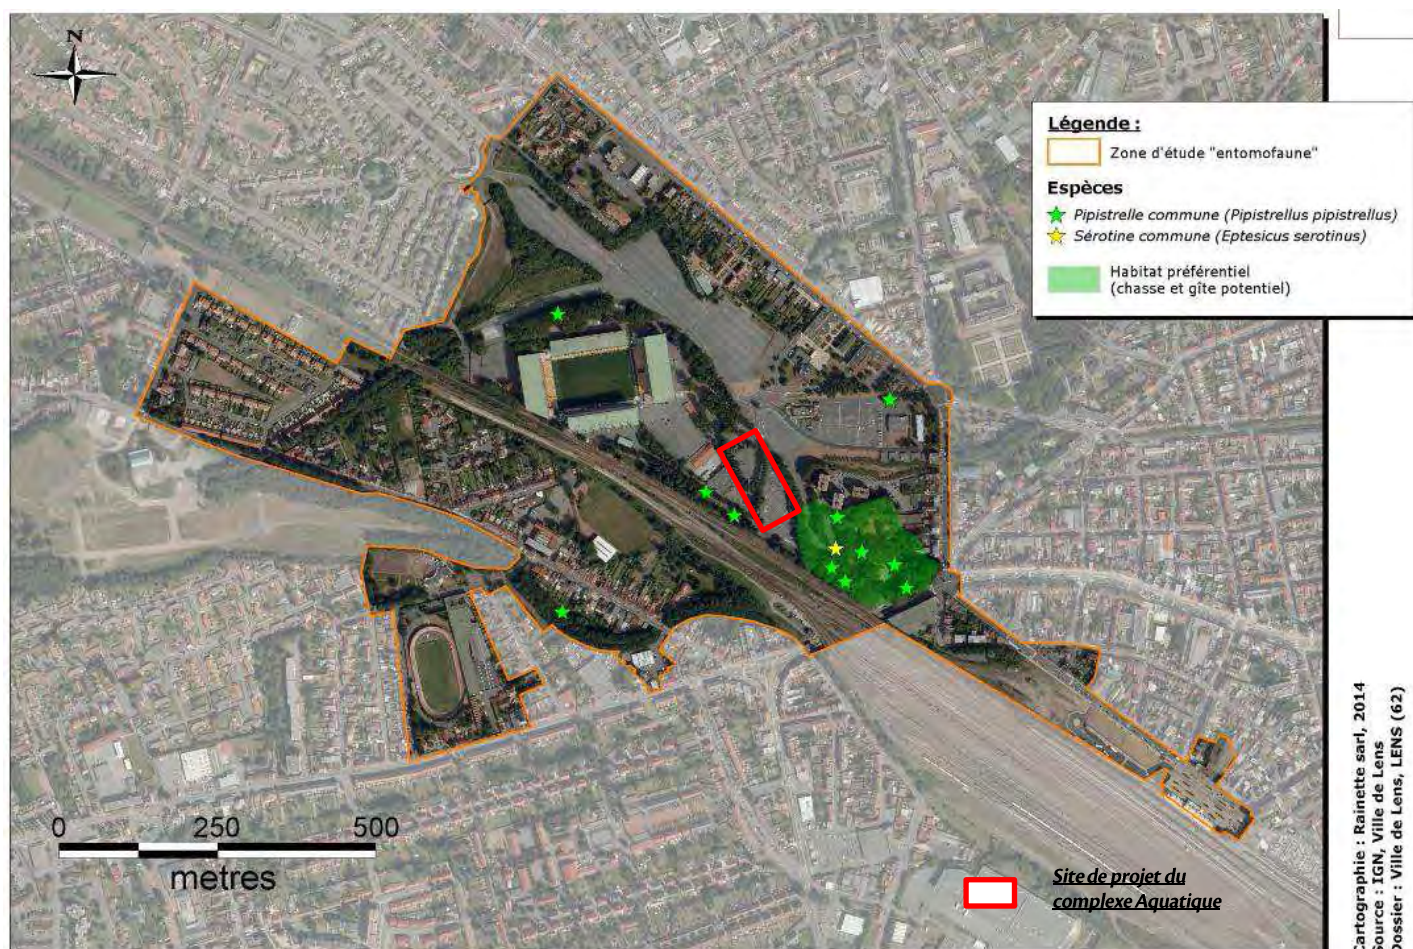 N
Légende :
Zone d'étude "entomofaune"
Espèces
Pipistrelle commune (Pipistrellus pipistrellus)
Sérotine commune (Eptesicus serotinus)
Habitat préférentiel
(chasse et gîte potentiel)
0 250 500
metres
Site de projet du
complexe Aquatique
Cartographie : Rainette sarl, 2014
Source : IGN, Ville de Lens
Dossier : Ville de Lens, LENS (62)